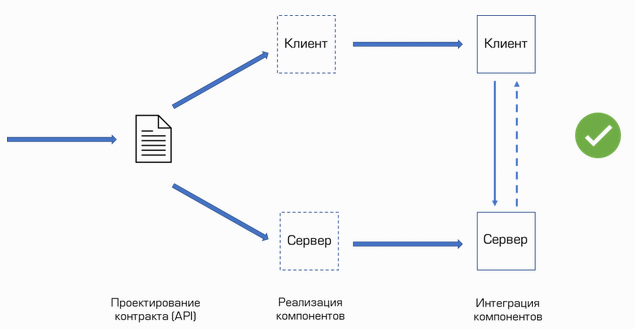 Клиент
Клиент
Сервер
Сервер
Проектирование
контракта (API)
Реализация
компонентов
Интеграция
компонентов